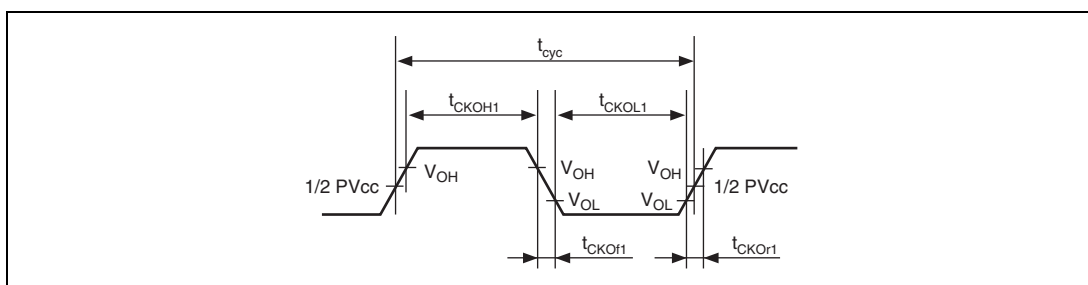 tcyc
tCKOH1 tCKOL1
VOH VOH VOH
1/2 PVcc 1/2 PVcc
VOL VOL
tCKOf1 tCKOr1